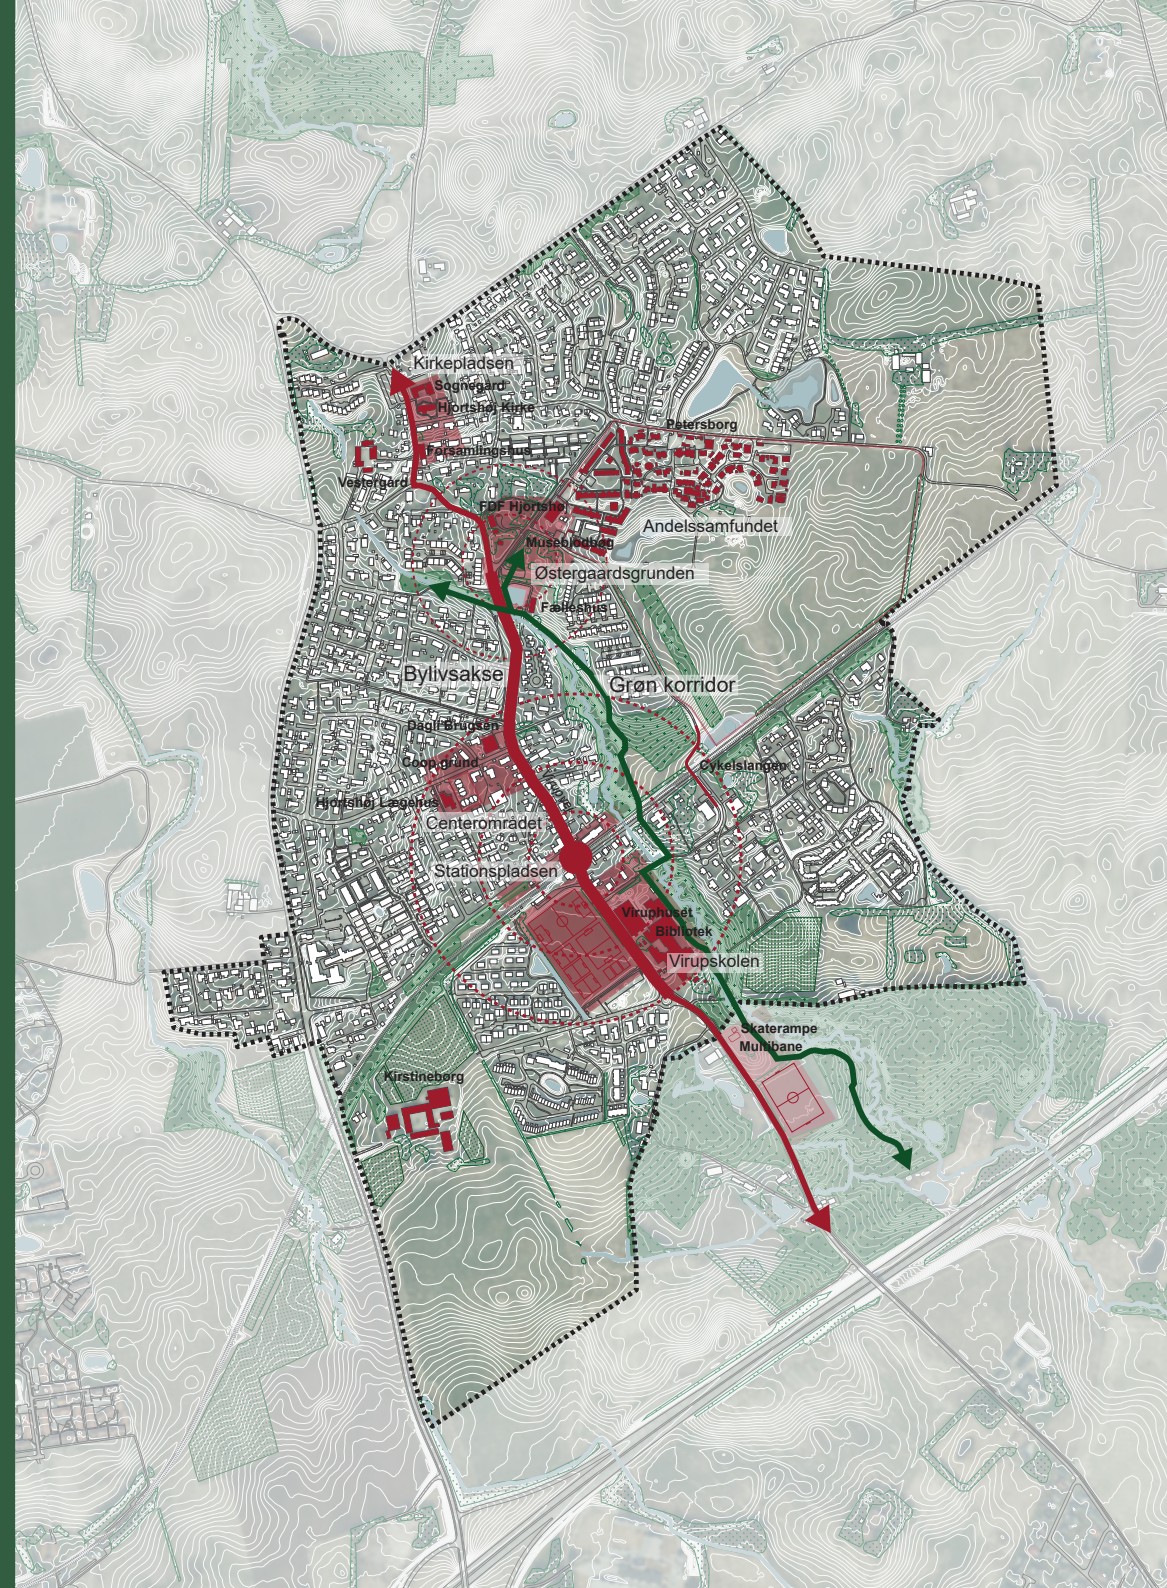 Kirkepladsen
Sognegård
Hjortshøj Kirke
Petersborg
Forsamlingshus
Vestergård
FDF Hjortshøj
Andelssamfundet
Museblodbøg
Østergaardsgrunden
Fælleshus
Bylivsakse
Grøn korridor
Dagli'Brugsen
Coop grund
Cykelslangen
Hjortshøj Lægehus
Centerområdet
Stationspladsen
Viruphuset
Bibliotek
Virupskolen
Skaterampe
Multibane
Kirstineborg